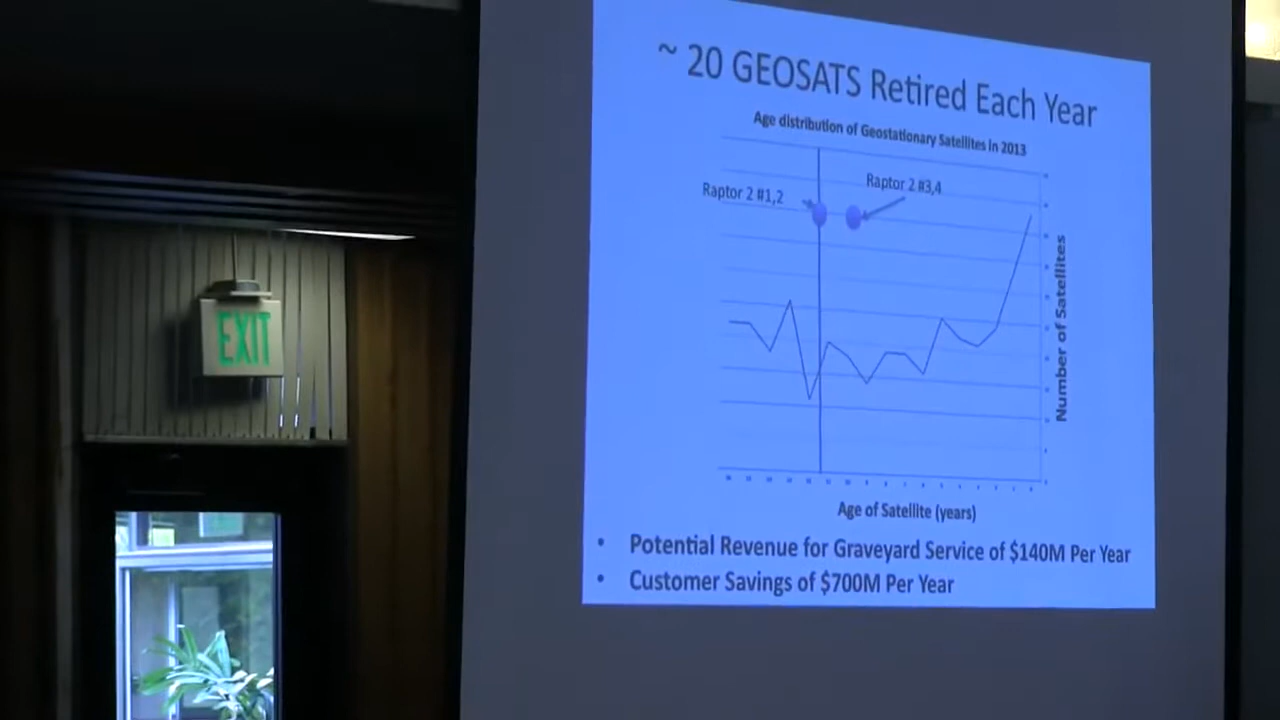 ~ 20 GEOSATS Retired Each Year
Age distribution of Geostationary Satellites in 2013
Raptor 2 #1,2
Raptor 2 #3,4
Number of Satellites
EXIT
Age of Satellite (years)
• Potential Revenue for Graveyard Service of $140M Per Year
• Customer Savings of $700M Per Year